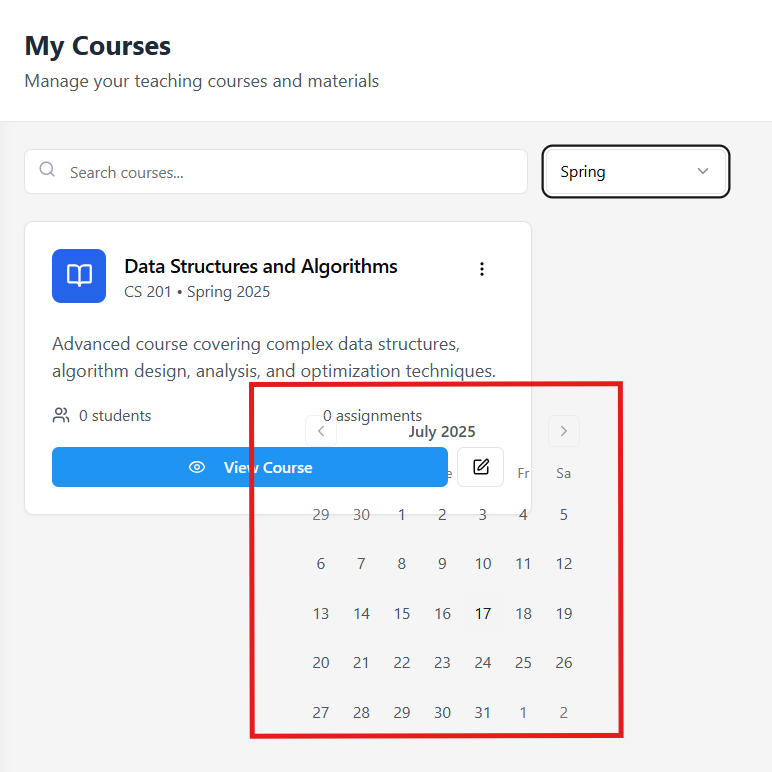 My Courses
Manage your teaching courses and materials
Search courses...
Spring
Data Structures and Algorithms
CS 201 • Spring 2025
Advanced course covering complex data structures,
algorithm design, analysis, and optimization techniques.
0 students
0 assignments
July 2025
View Course
Fr Sa
29 30 1 2 3 4 5
6 7 8 9 10 11 12
13 14 15 16 17 18 19
20 21 22 23 24 25 26
27 28 29 30 31 1 2